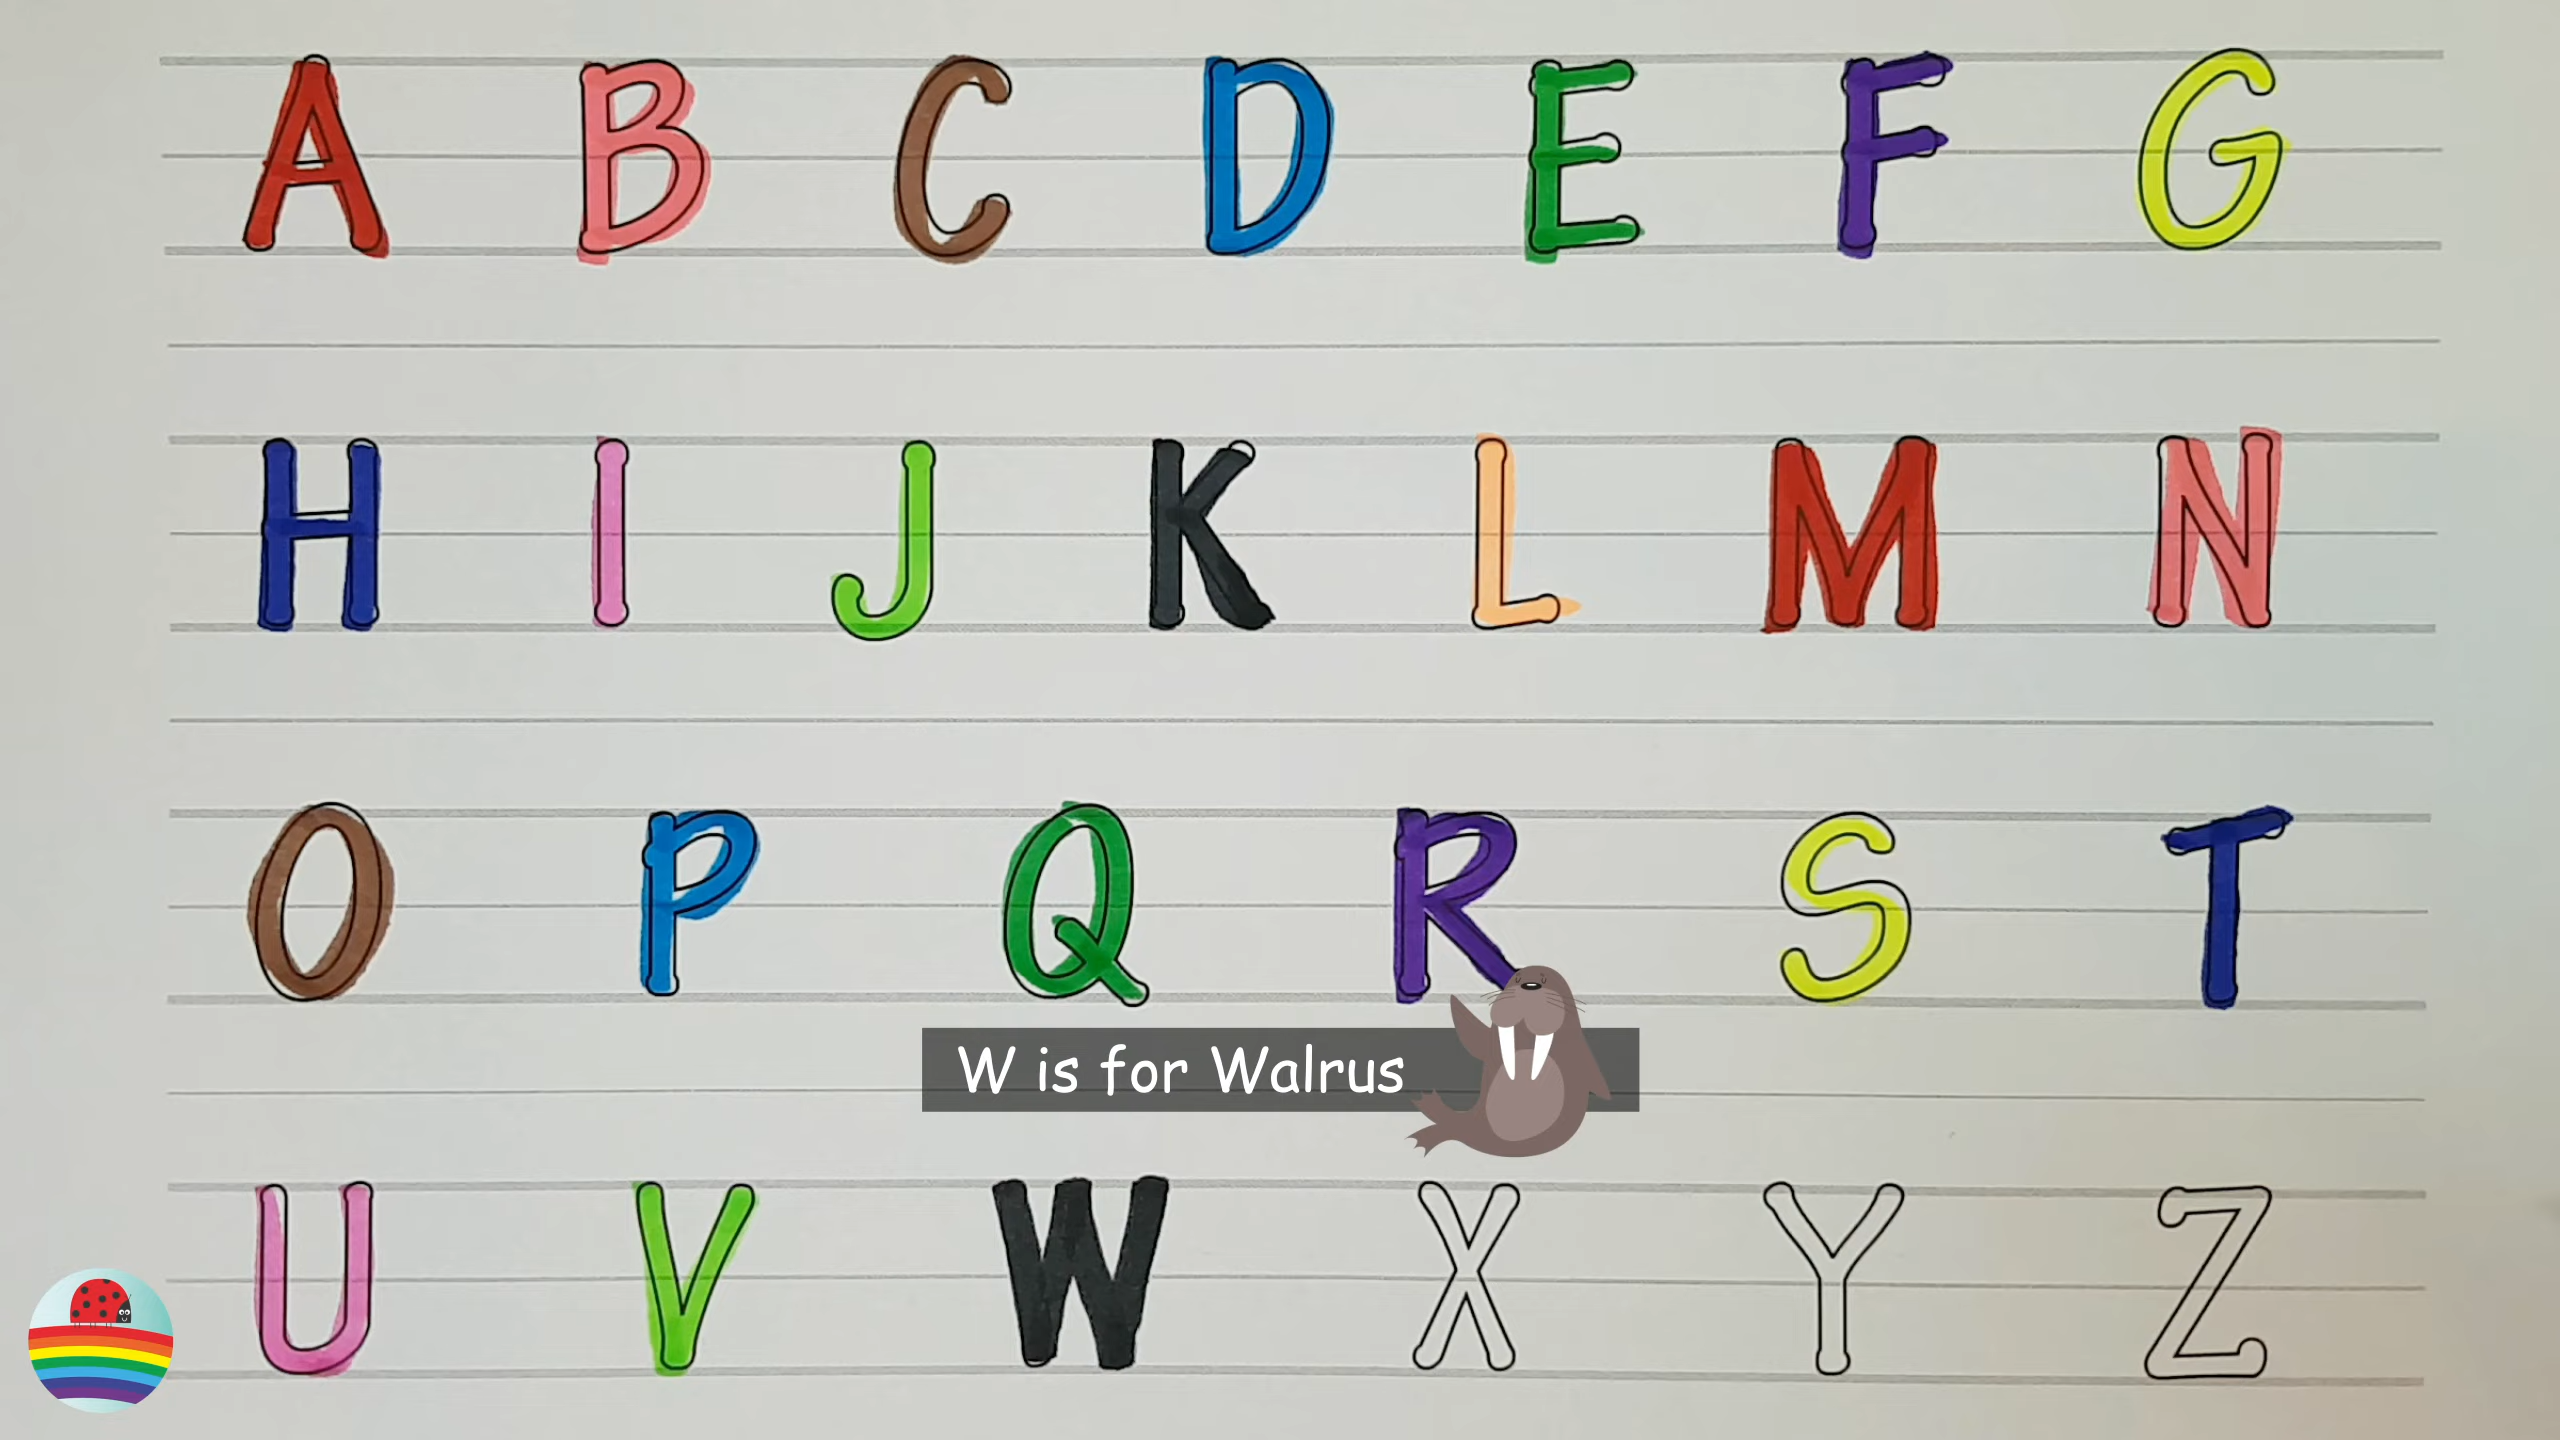 A B C D E F G
H I J K L M N
O P Q R S T
W is for Walrus
U V W X Y Z